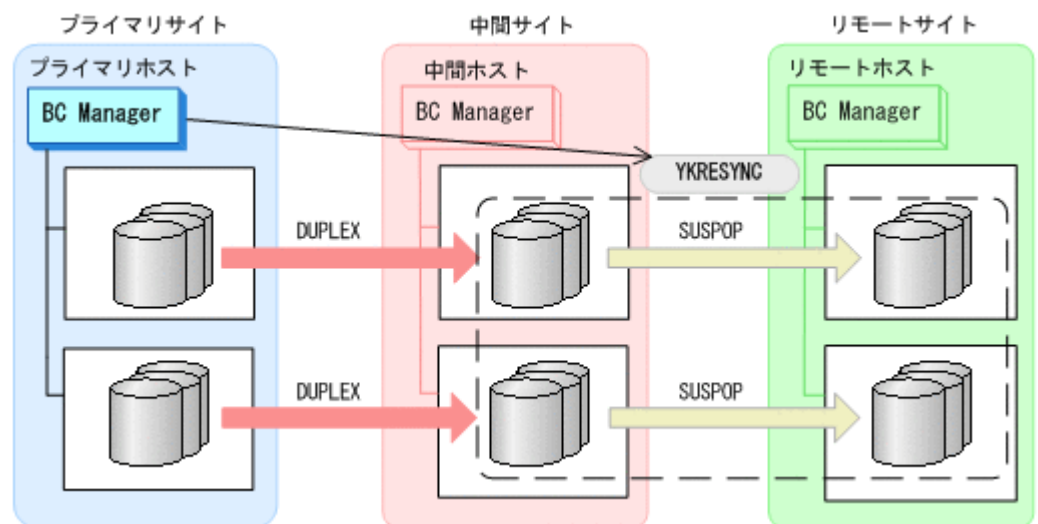 プライマリサイト
中間サイト
リモートサイト
プライマリホスト
中間ホスト
リモートホスト
BC Manager
BC Manager
BC Manager
YKRESYNC
DUPLEX
SUSPOP
DUPLEX
SUSPOP